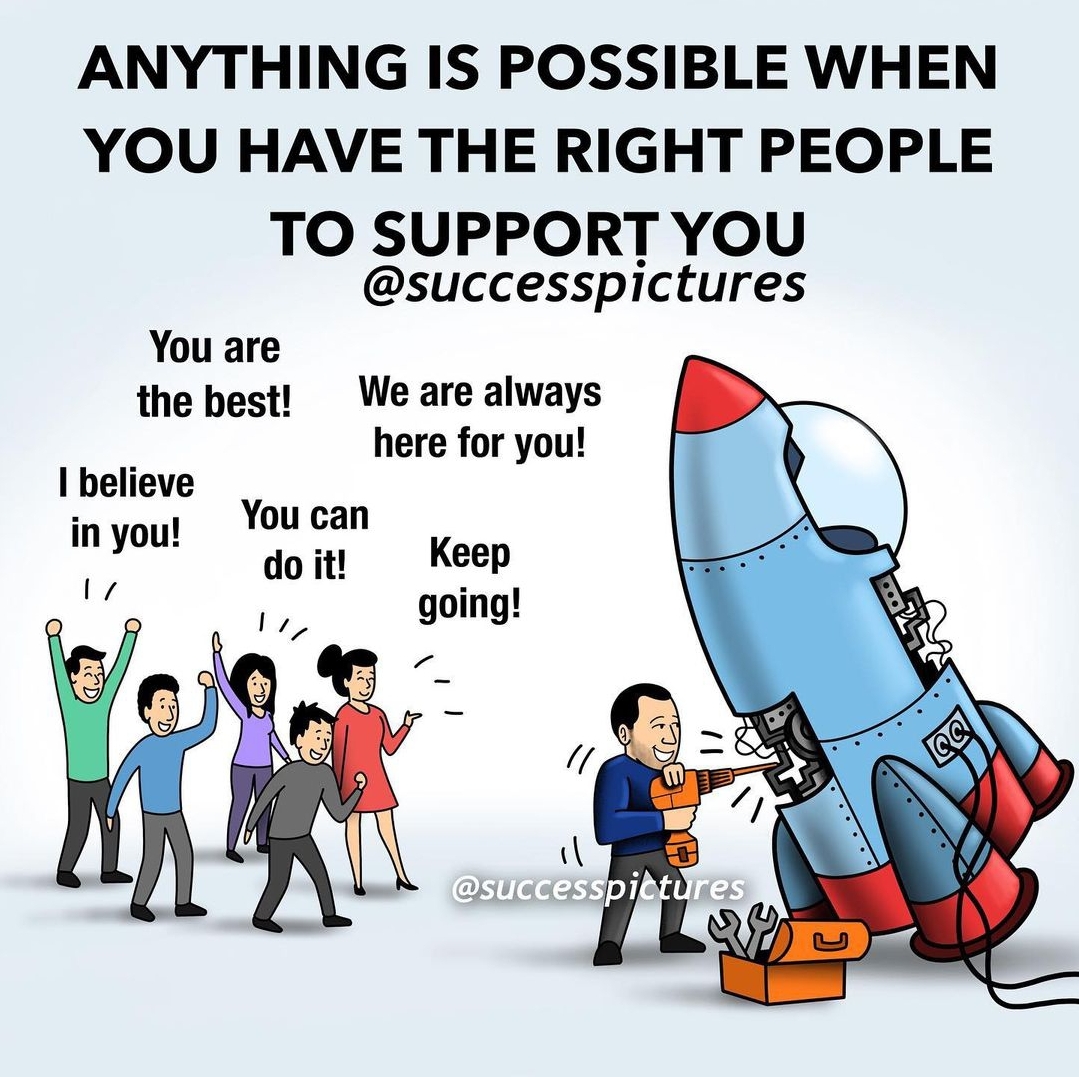 ANYTHING IS POSSIBLE WHEN
YOU HAVE THE RIGHT PEOPLE
TO SUPPORT YOU
@successpictures
You are
the best!
We are always
here for you!
I believe
in you!
You can
do it!
Keep
going!
@successpictures